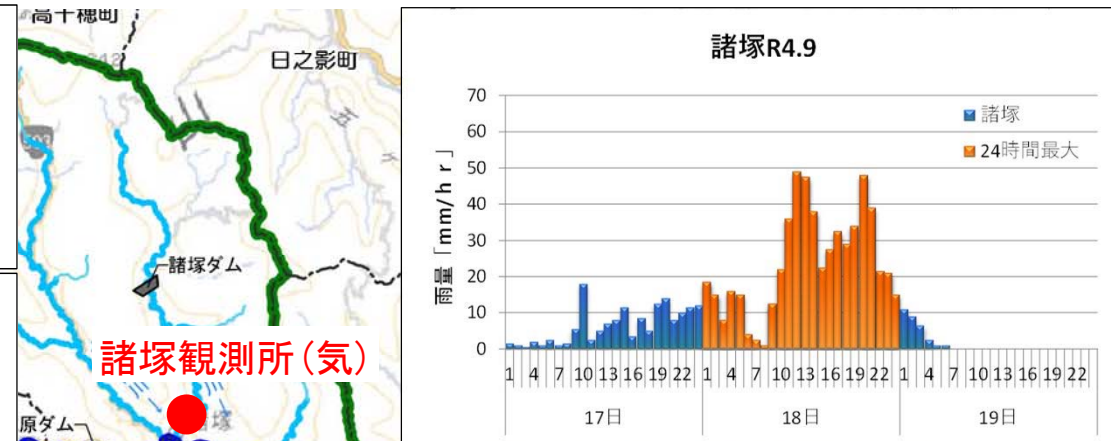 高千穂町
日之影町
諸塚ダム
諸塚観測所(気)
塚
原ダム
諸塚R4.9
雨量「mm/hr」
70
60
50
40
30
20
10
0
諸塚
24時間最大
1 4 7 10 13 16 19 22 1 4 7 10 13 16 19 22 1 4 7 10 13 16 19 22
17日 18日 19日